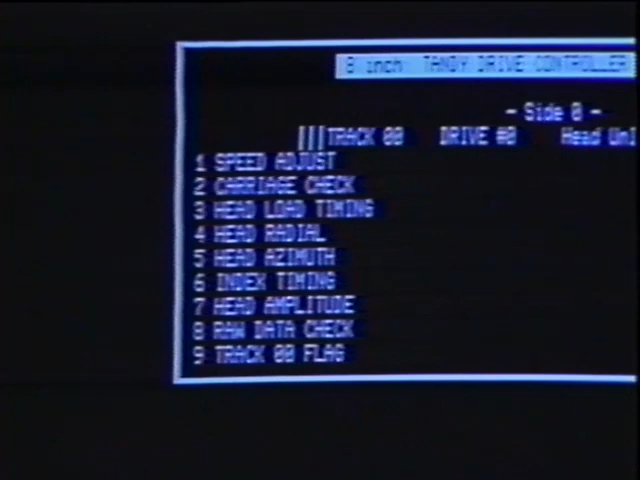 8 inch TANDY DRIVE CONTROLLER
- Side 0 -
|||TRACK 00 DRIVE #0 Head Unl
1 SPEED ADJUST
2 CARRIAGE CHECK
3 HEAD LOAD TIMING
4 HEAD RADIAL
5 HEAD AZIMUTH
6 INDEX TIMING
7 HEAD AMPLITUDE
8 RAW DATA CHECK
9 TRACK 00 FLAG